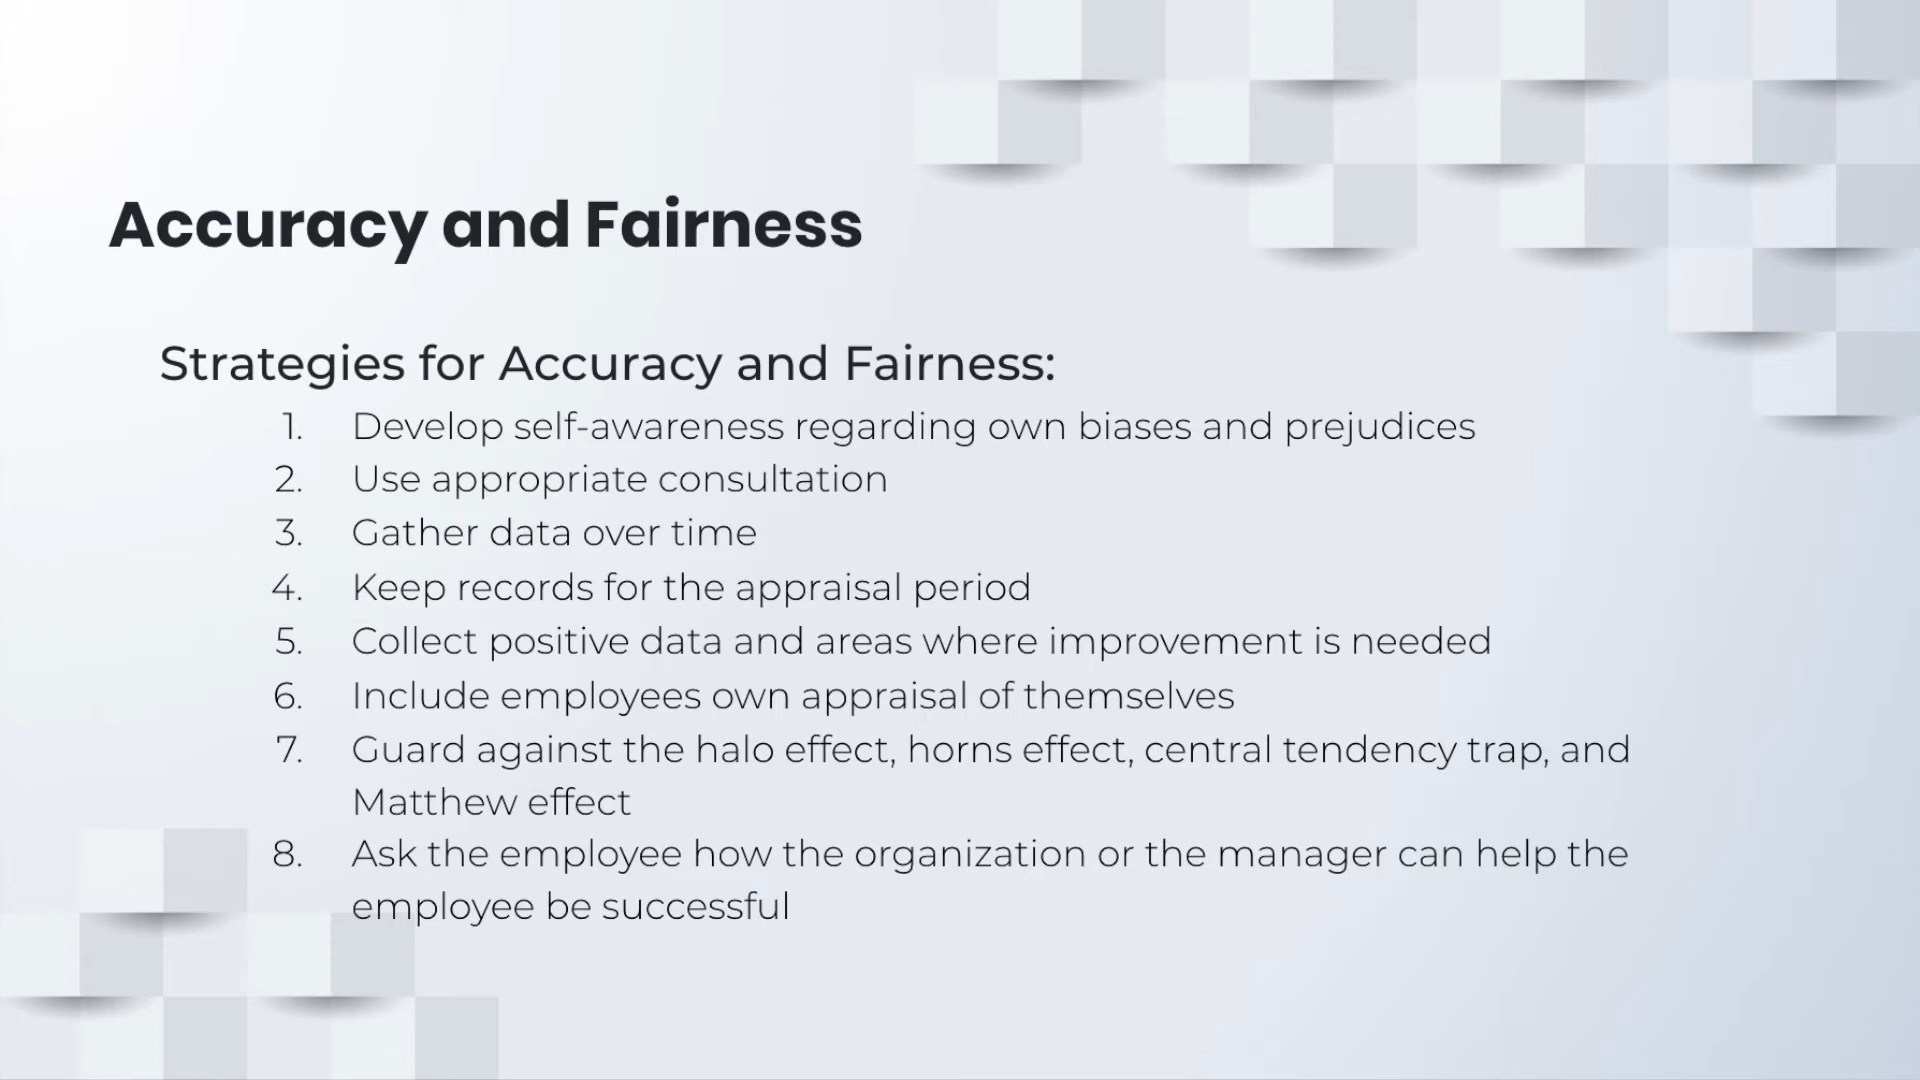 Accuracy and Fairness
Strategies for Accuracy and Fairness:
1. Develop self-awareness regarding own biases and prejudices
2. Use appropriate consultation
3. Gather data over time
4. Keep records for the appraisal period
5. Collect positive data and areas where improvement is needed
6. Include employees own appraisal of themselves
7. Guard against the halo effect, horns effect, central tendency trap, and
Matthew effect
8. Ask the employee how the organization or the manager can help the
employee be successful